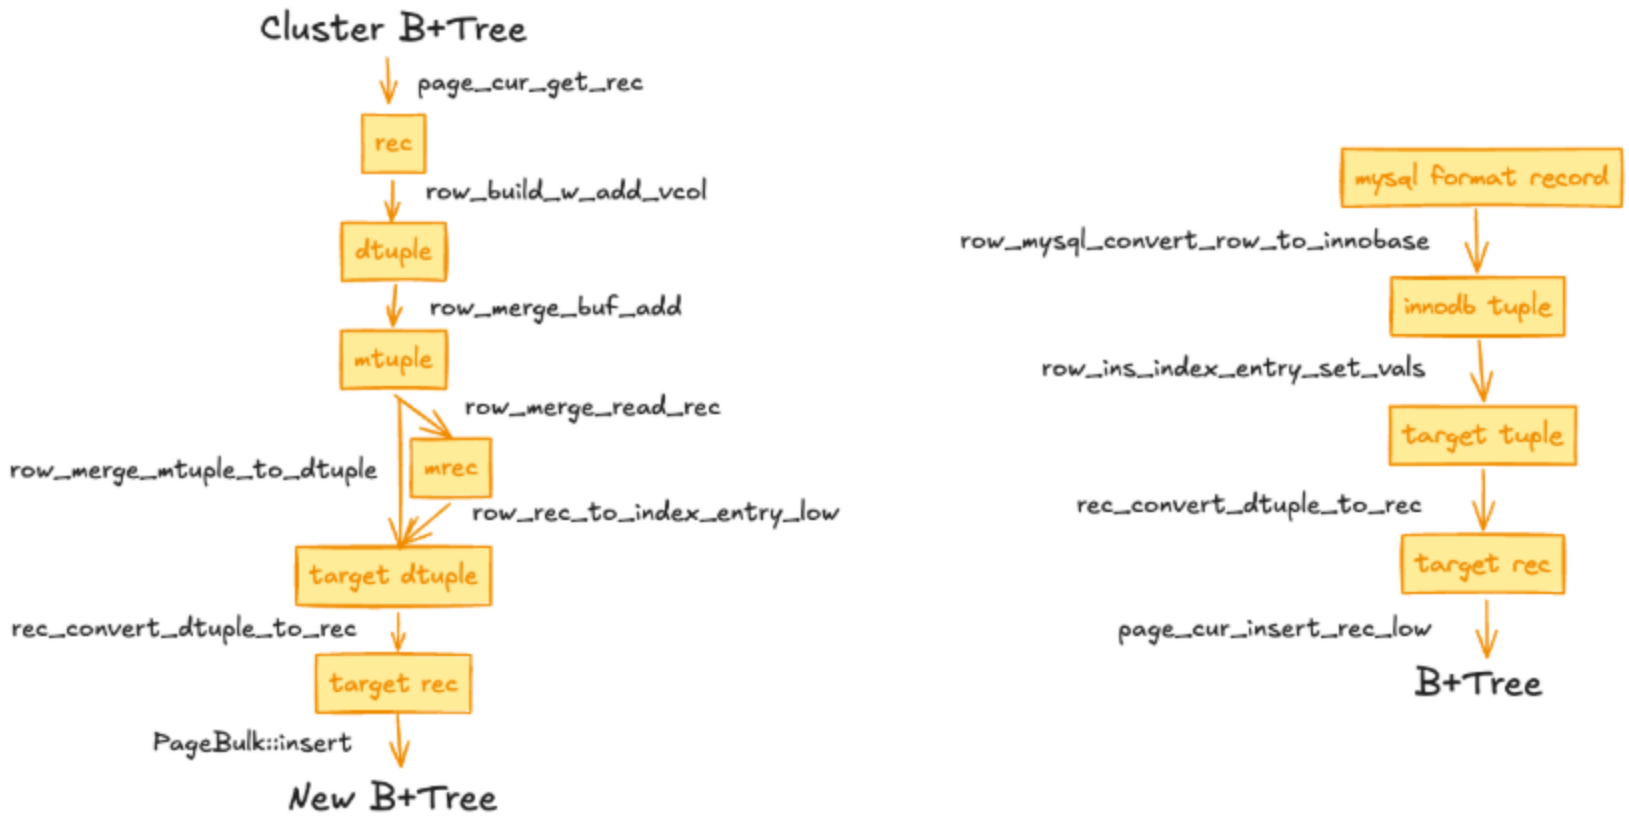 Cluster B+Tree
page_cur_get_rec
rec
row_build_w_add_vcol
dtuple
row_merge_buf_add
mtuple
row_merge_read_rec
row_merge_mtuple_to_dtuple
mrec
row_rec_to_index_entry_low
target dtuple
rec_convert_dtuple_to_rec
target rec
PageBulk::insert
New B+Tree
mysql format record
row_mysql_convert_row_to_innobase
innodb tuple
row_ins_index_entry_set_vals
target tuple
rec_convert_dtuple_to_rec
target rec
page_cur_insert_rec_low
B+Tree